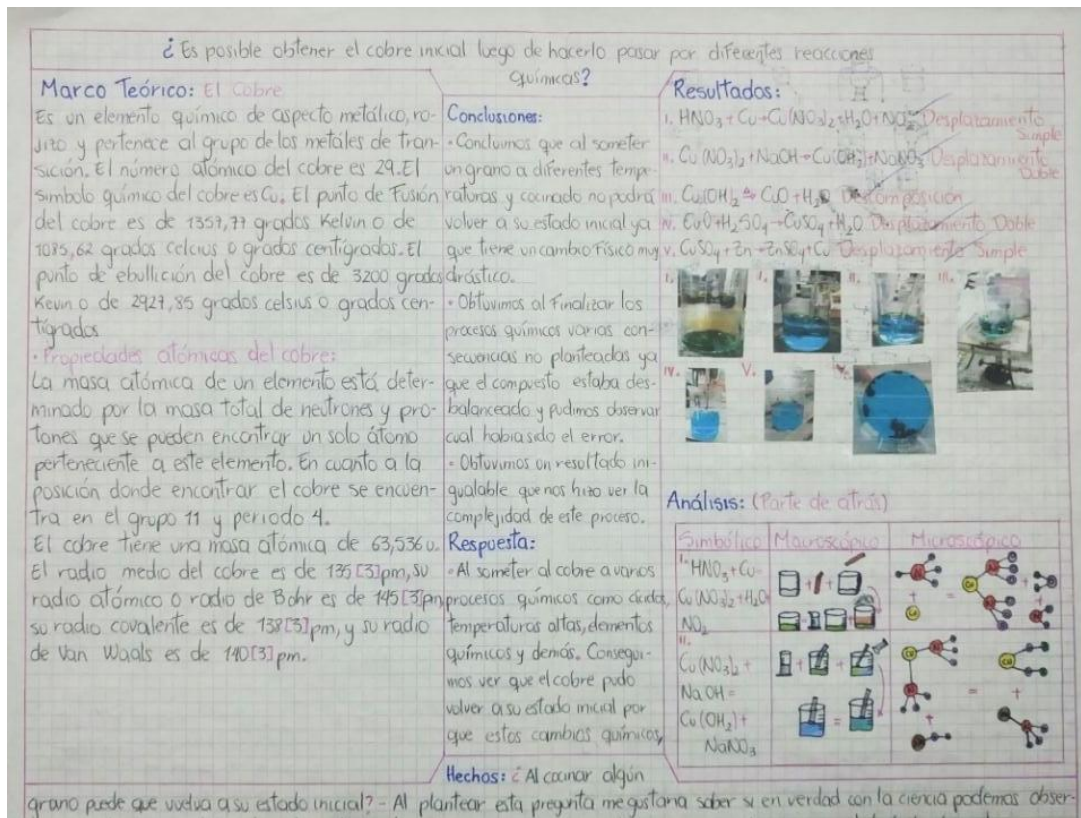 ¿Es posible obtener el cobre inicial luego de hacerlo pasar por diferentes reacciones
químicas?
Marco Teórico: El Cobre
Es un elemento químico de aspecto metálico, ro-
jizo y pertenece al grupo de los metales de tran-
sición. El número atómico del cobre es 29. El
simbolo químico del cobre es Cu. El punto de Fusión
del cobre es de 1357,77 grados Kelvin o de
1085,62 grados celcius o grados centígrados. El
punto de ebullición del cobre es de 3200 grados
Kevin o de 2927,85 grados celsius o grados cen-
tigrados
• Propiedades atómicas del cobre:
La masa atómica de un elemento está deter-
minado por la masa total de neutrones y pro-
tones que se pueden encontrar un solo átomo
perteneciente a este elemento. En cuanto a la
posición donde encontrar el cobre se encuen-
tra en el grupo 11 y periodo 4.
El cobre tiene una masa atómica de 63,536 u.
El radio medio del cobre es de 135 [3] pm, su
radio atómico o radio de Bohr es de 145 [3] pm,
su radio covalente es de 138 [3] pm, y su radio
de Van Waals es de 140 [3] pm.
Conclusiones:
• Concluimos que al someter
un grano a diferentes tempe-
raturas y cocinado no podrá
volver a su estado inicial ya
que tiene un cambio físico muy
drástico.
• Obtuvimos al Finalizar los
procesos químicos varias con-
secuencias no planteadas ya
que el compuesto estaba des-
balanceado y pudimos observar
cual había sido el error.
• Obtuvimos un resultado ini-
gualable que nos hizo ver la
complejidad de este proceso.
Respuesta:
• Al someter al cobre a varios
procesos químicos como ácidos,
temperaturas altas, elementos
químicos y demás. Consegui-
mos ver que el cobre pudo
volver a su estado inicial por
que estos cambios químicos,
Resultados:
I. HNO₃ + Cu → Cu(NO₃)₂ + H₂O + NO₂ Desplazamiento
Simple
II. Cu(NO₃)₂ + NaOH → Cu(OH₂) + NaNO₃ Desplazamiento
Doble
III. Cu(OH)₂ → CuO + H₂O Descomposición
IV. CuO + H₂SO₄ → CuSO₄ + H₂O Desplazamiento Doble
V. CuSO₄ + Zn → ZnSO₄ + Cu Desplazamiento Simple
I. I. II. III. E
IV. V.
Análisis: (Parte de atrás)
Simbólico Macroscópico Microscópico
I. HNO₃ + Cu
Cu(NO₃)₂ + H₂O
NO₂
II.
Cu(NO₃)₂ +
NaOH =
Cu(OH₂) +
NaNO₃
Hechos: ¿Al cocinar algún
grano puede que vuelva a su estado inicial? - Al plantear esta pregunta me gustaria saber si en verdad con la ciencia podemos obser-